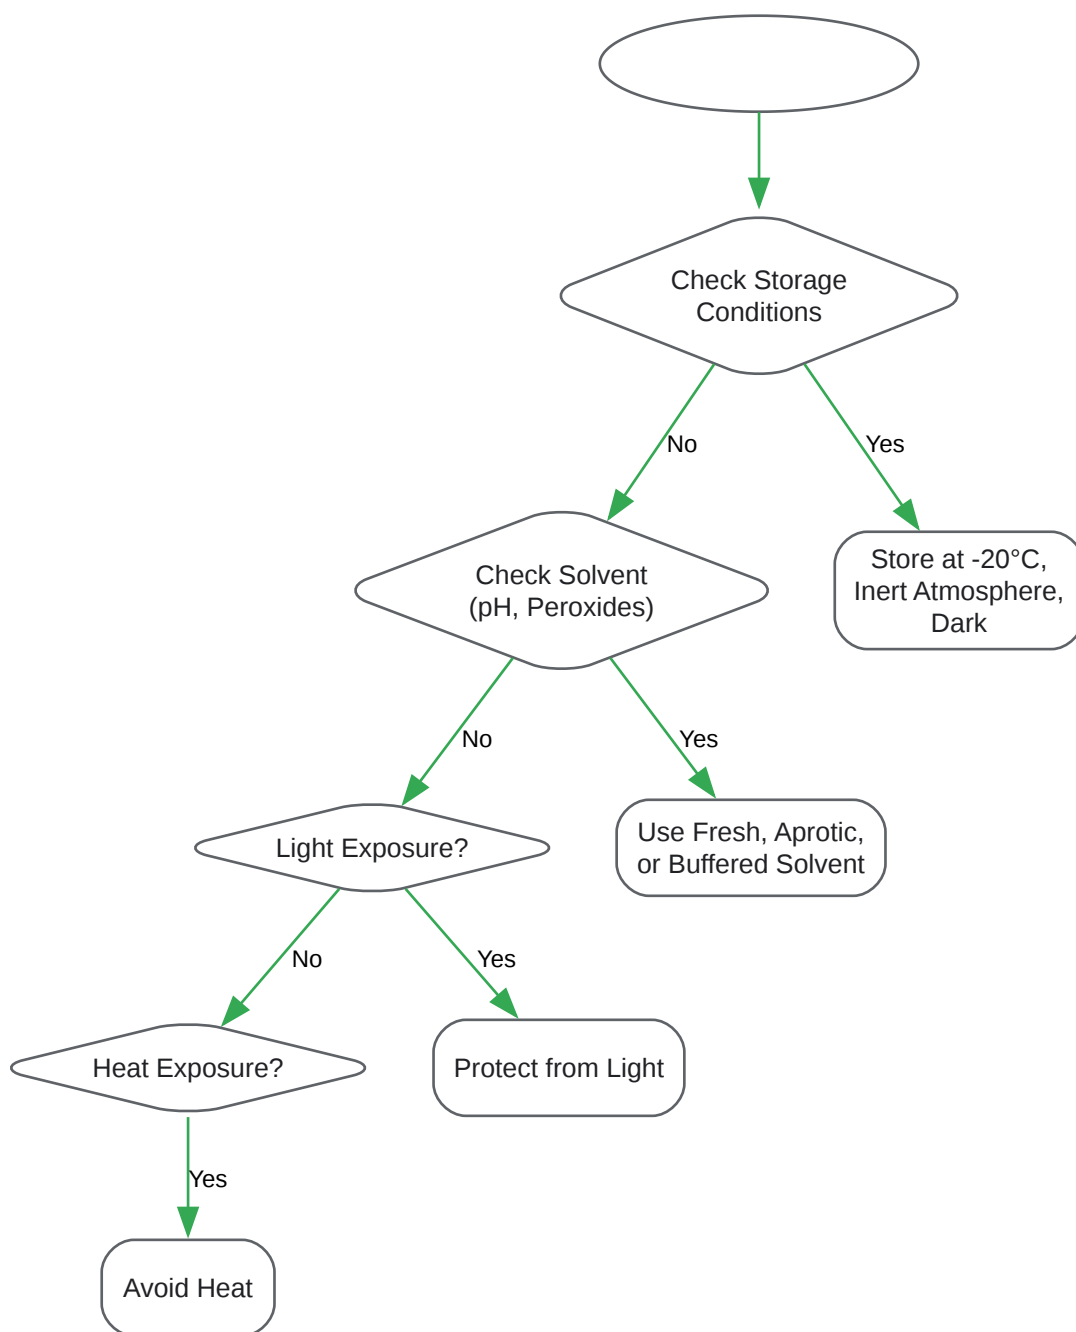 Check Storage
Conditions
No
Yes
Check Solvent
(pH, Peroxides)
Store at -20°C,
Inert Atmosphere,
Dark
No
Yes
Light Exposure?
Use Fresh, Aprotic,
or Buffered Solvent
No
Yes
Heat Exposure?
Protect from Light
Yes
Avoid Heat